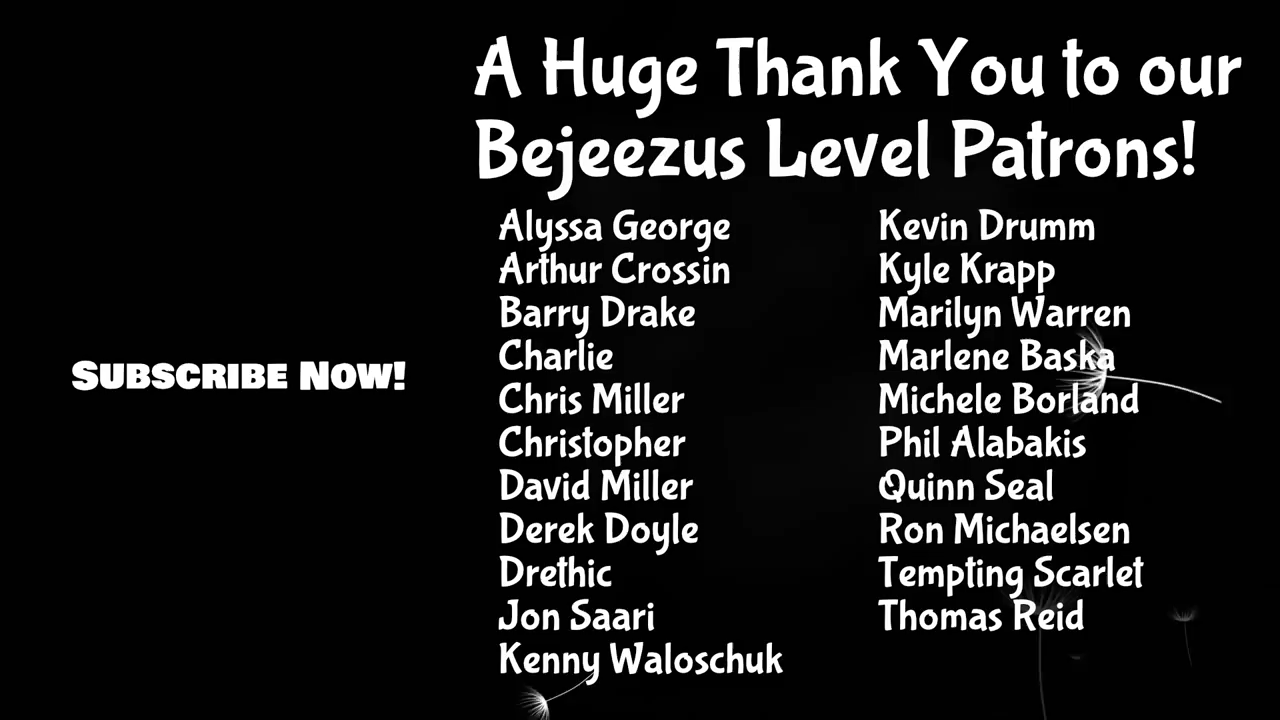 A Huge Thank You to our
Bejeezus Level Patrons!
Subscribe Now!
Alyssa George
Arthur Crossin
Barry Drake
Charlie
Chris Miller
Christopher
David Miller
Derek Doyle
Drethic
Jon Saari
Kenny Waloschuk
Kevin Drumm
Kyle Krapp
Marilyn Warren
Marlene Baska
Michele Borland
Phil Alabakis
Quinn Seal
Ron Michaelsen
Tempting Scarlet
Thomas Reid